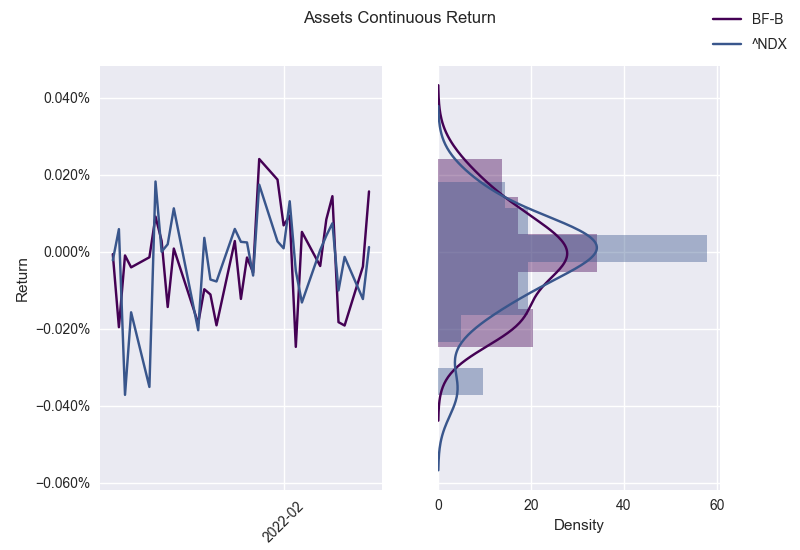 Assets Continuous Return
BF-B
^NDX
Return
0.040%
0.020%
0.000%
−0.020%
−0.040%
−0.060%
2022-02
0
20
40
60
Density